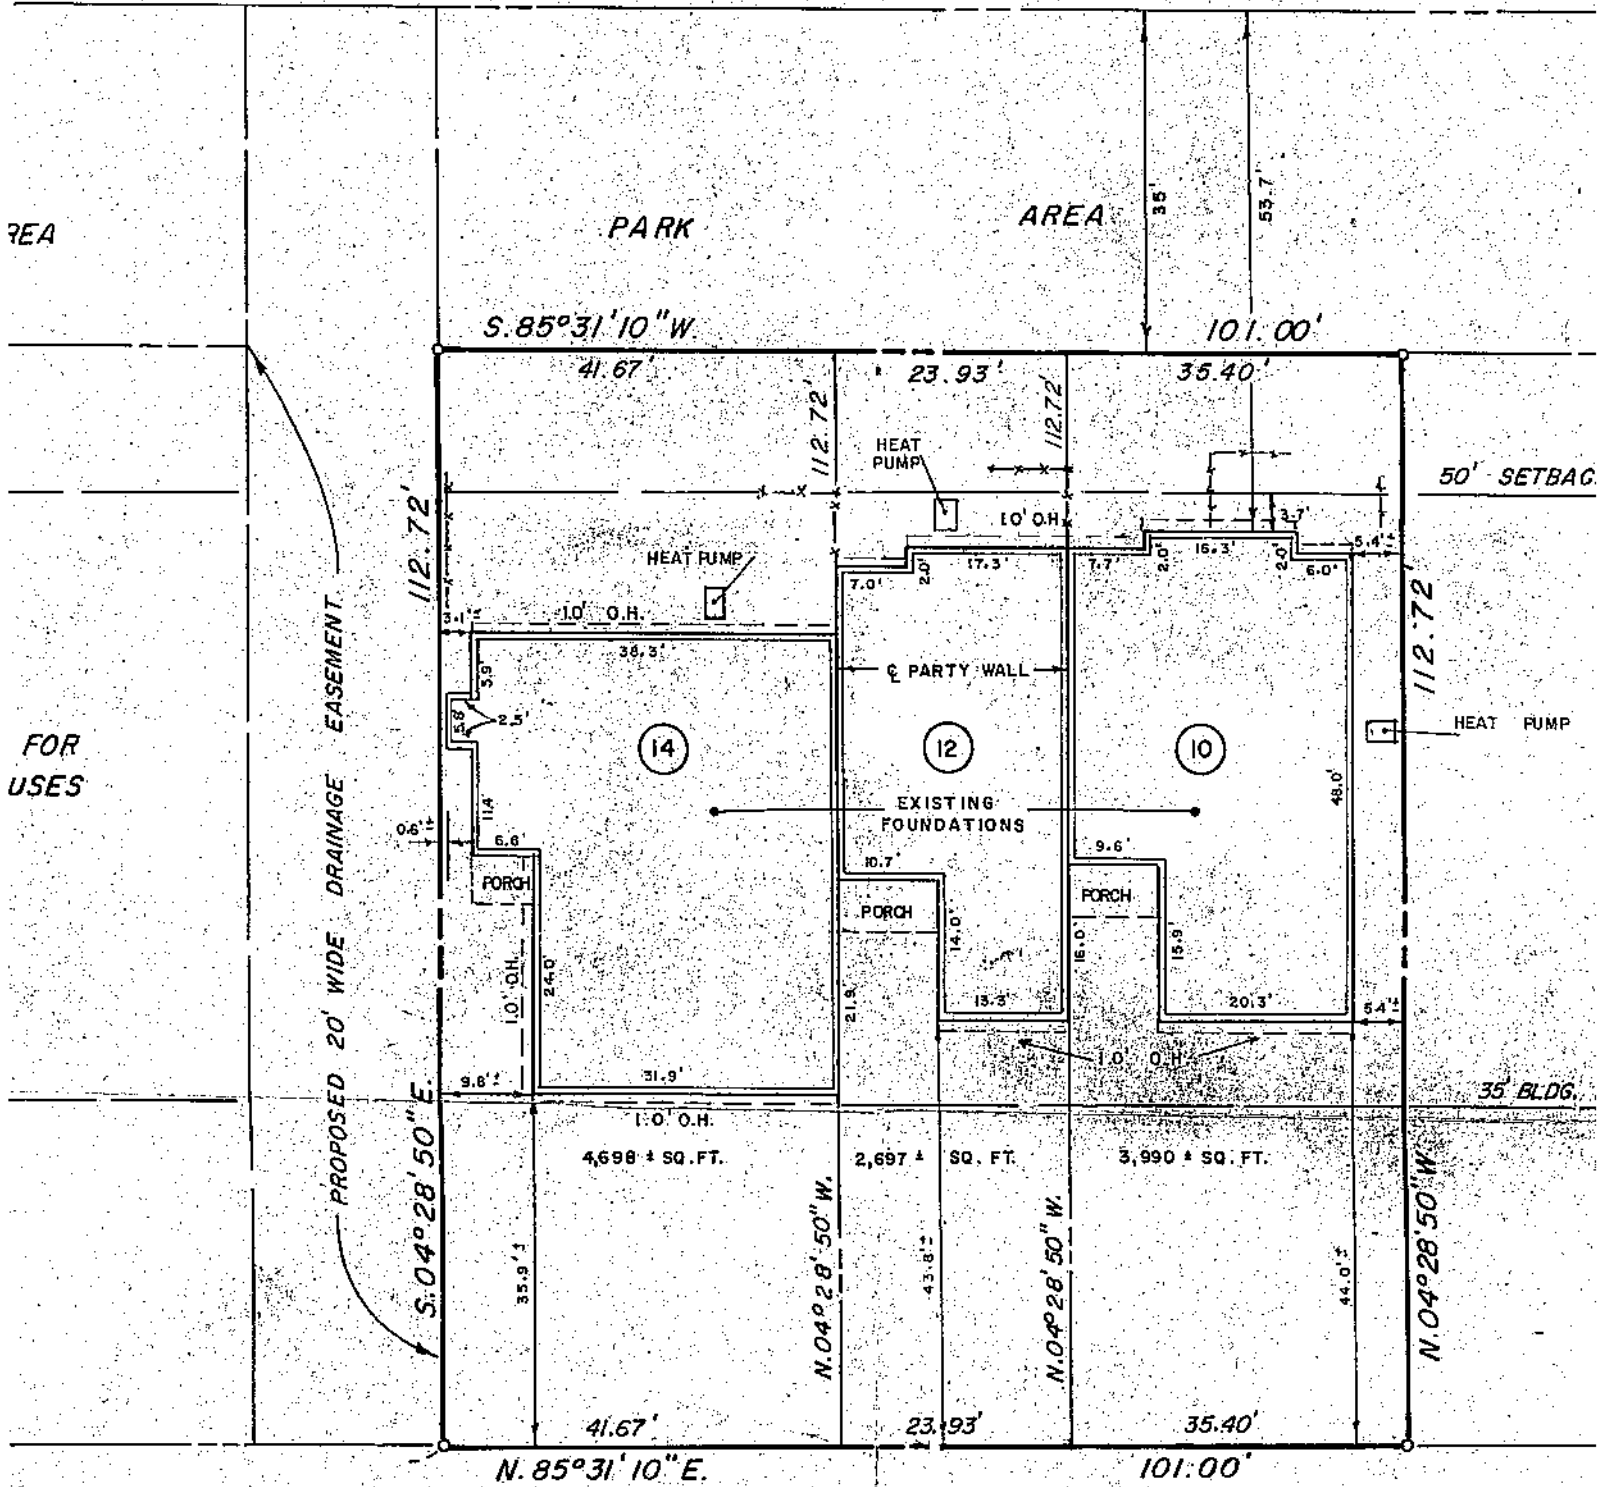 35'
53.7'
PARK
AREA
S.85°31'10"W.
101.00'
41.67'
23.93'
35.40'
112.72'
112.72'
112.72'
112.72'
HEAT
PUMP
50' SETBAC
1.0' O.H.
3.7'
HEAT PUMP
7.0'
2.0'
17.3'
7.7'
2.0'
16.3'
2.0'
6.0'
5.4'±
1.0' O.H.
3.1'±
38.3'
5.9'
5.8'
2.5'
℄ PARTY WALL
14
12
10
HEAT PUMP
FOR
USES
PROPOSED 20' WIDE DRAINAGE EASEMENT
48.0'
EXISTING
FOUNDATIONS
11.4
0.6'±
6.6'
PORCH
10.7'
PORCH
9.6'
PORCH
14.0'
16.0'
15.9'
1.0' O.H.
24.0'
21.9
13.3'
20.3'
5.4'±
1.0' O.H.
9.8'±
31.9'
1.0' O.H.
35' BLDG.
4,698 ± SQ. FT.
2,697 ± SQ. FT.
3,990 ± SQ. FT.
S.04°28'50"E.
N.04°28'50"W.
N.04°28'50"W.
N.04°28'50"W
35.9'±
43.8'±
44.0'±
41.67'
23.93'
35.40'
N.85°31'10"E.
101.00'